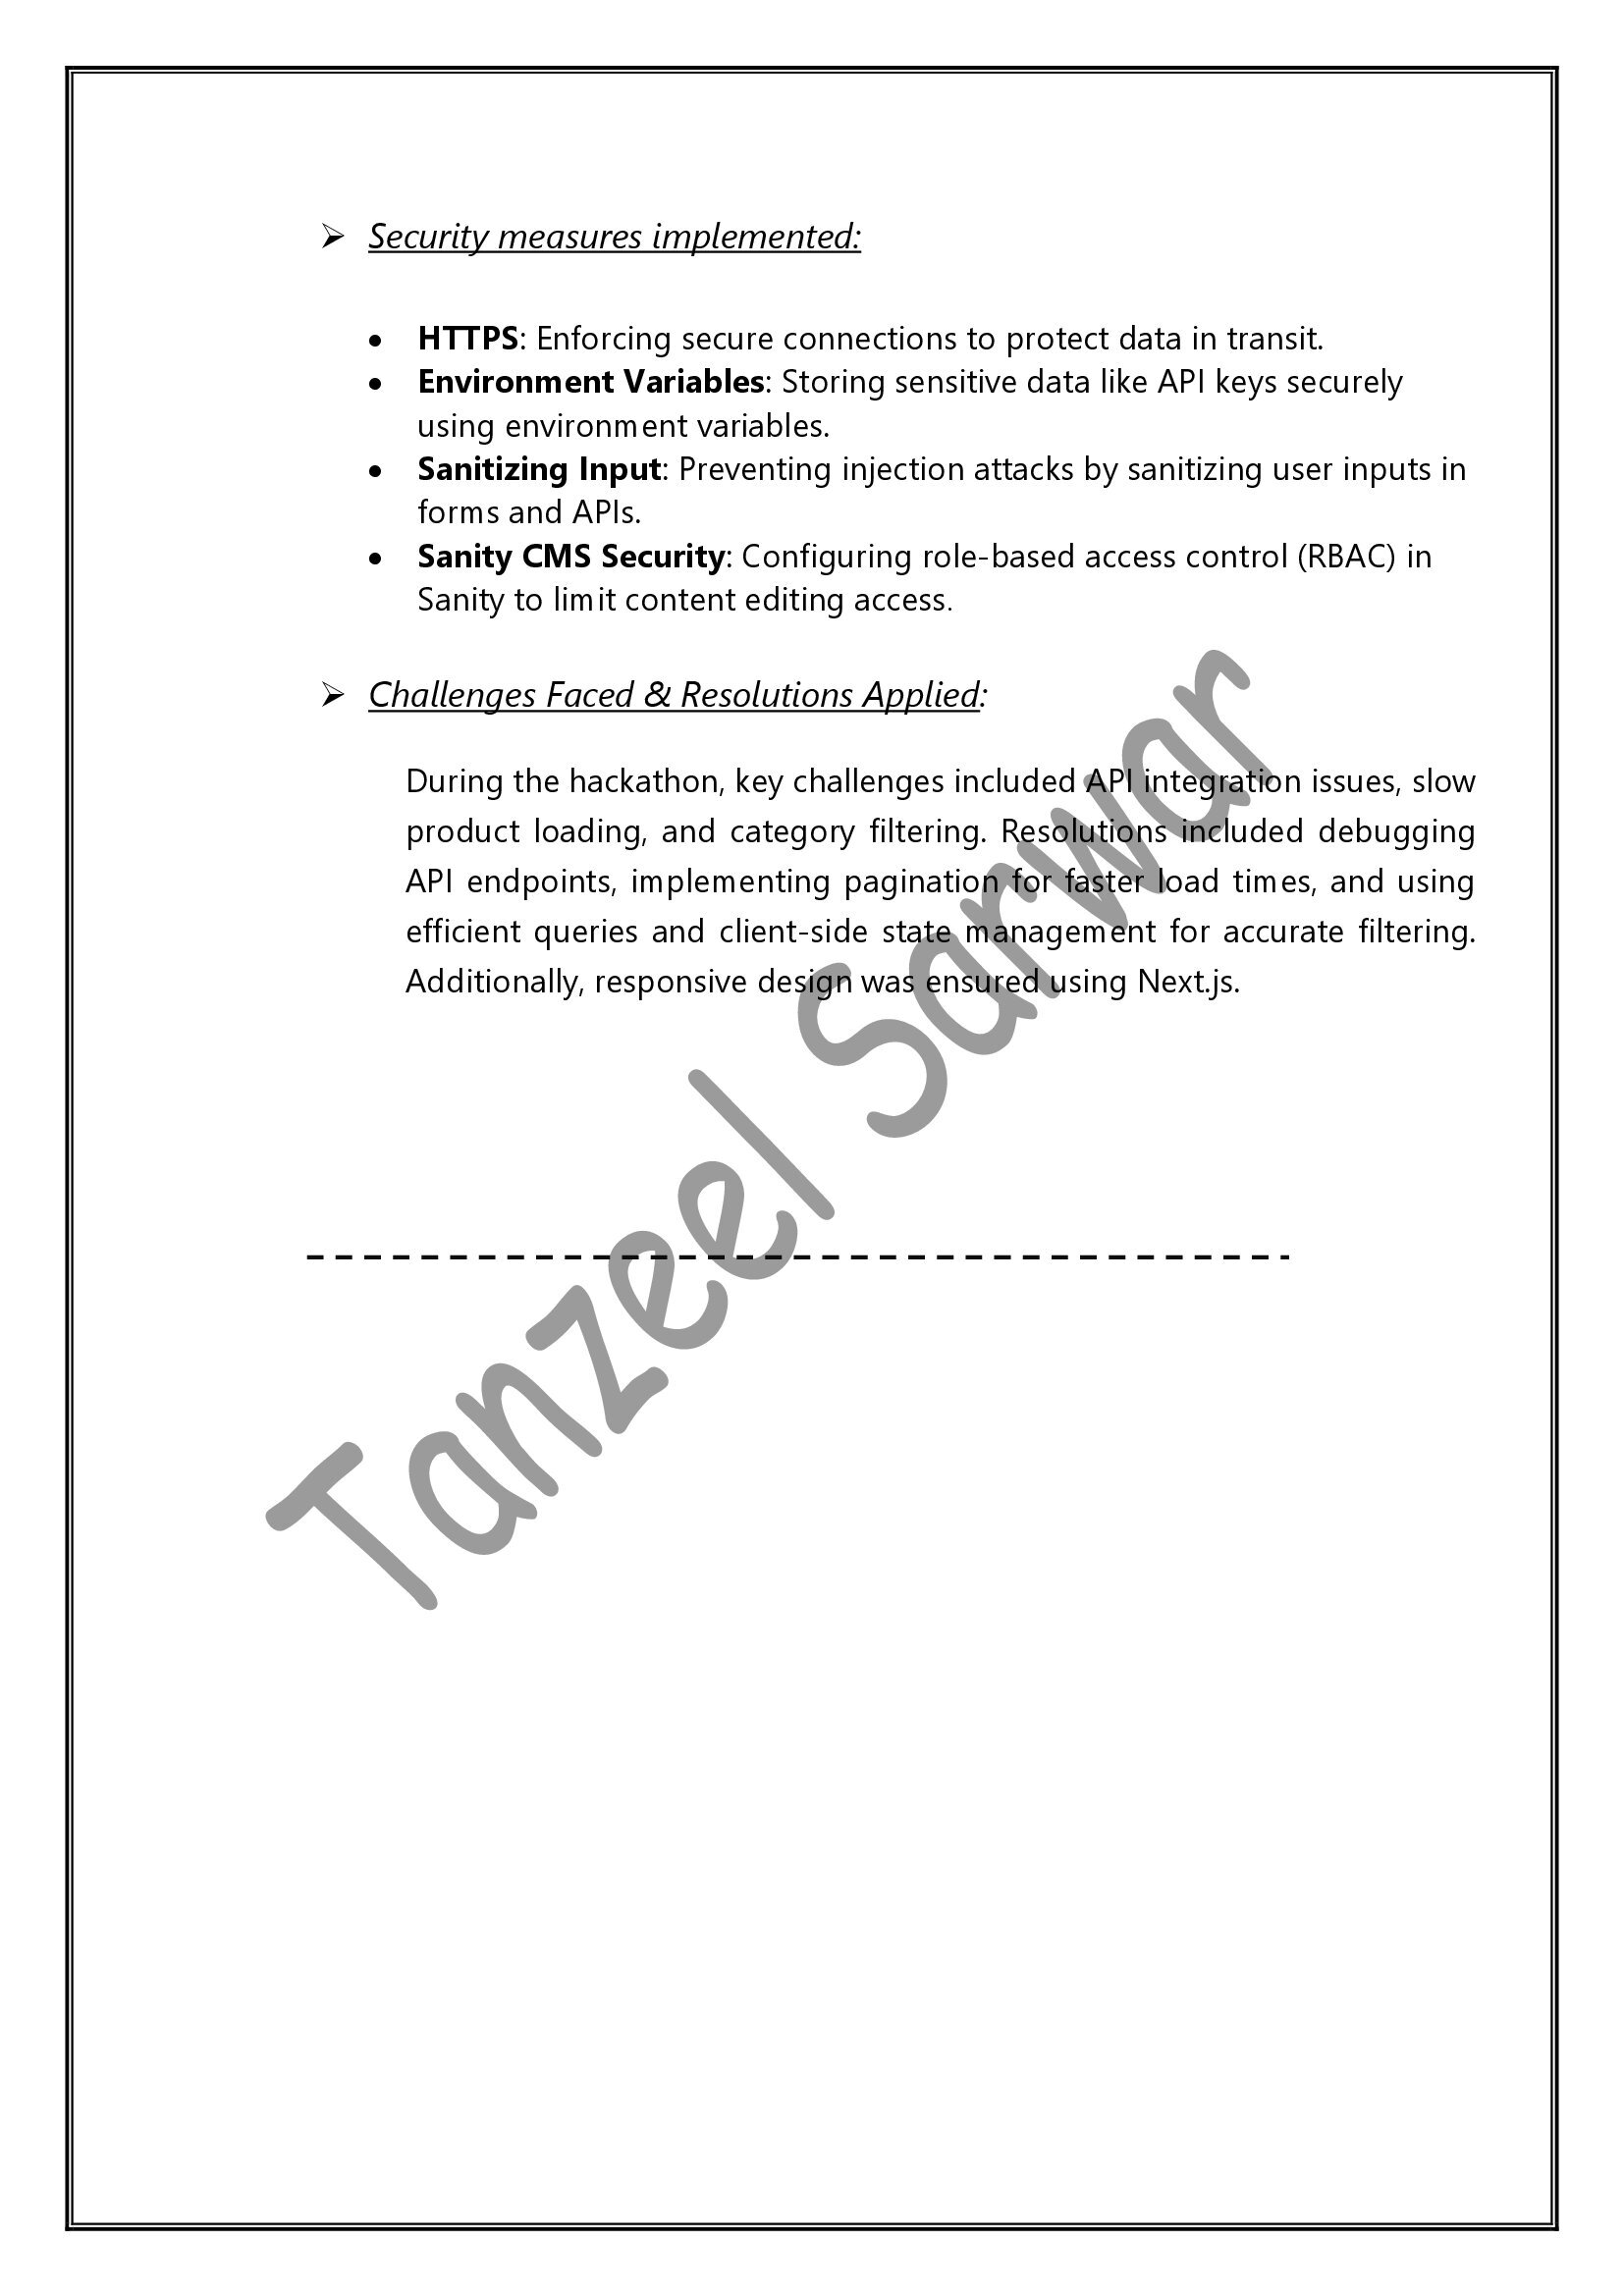 ➢ Security measures implemented:
• HTTPS: Enforcing secure connections to protect data in transit.
• Environment Variables: Storing sensitive data like API keys securely
using environment variables.
• Sanitizing Input: Preventing injection attacks by sanitizing user inputs in
forms and APIs.
• Sanity CMS Security: Configuring role-based access control (RBAC) in
Sanity to limit content editing access.
➢ Challenges Faced & Resolutions Applied:
During the hackathon, key challenges included API integration issues, slow
product loading, and category filtering. Resolutions included debugging
API endpoints, implementing pagination for faster load times, and using
efficient queries and client-side state management for accurate filtering.
Additionally, responsive design was ensured using Next.js.
Tanzeel Sarwar